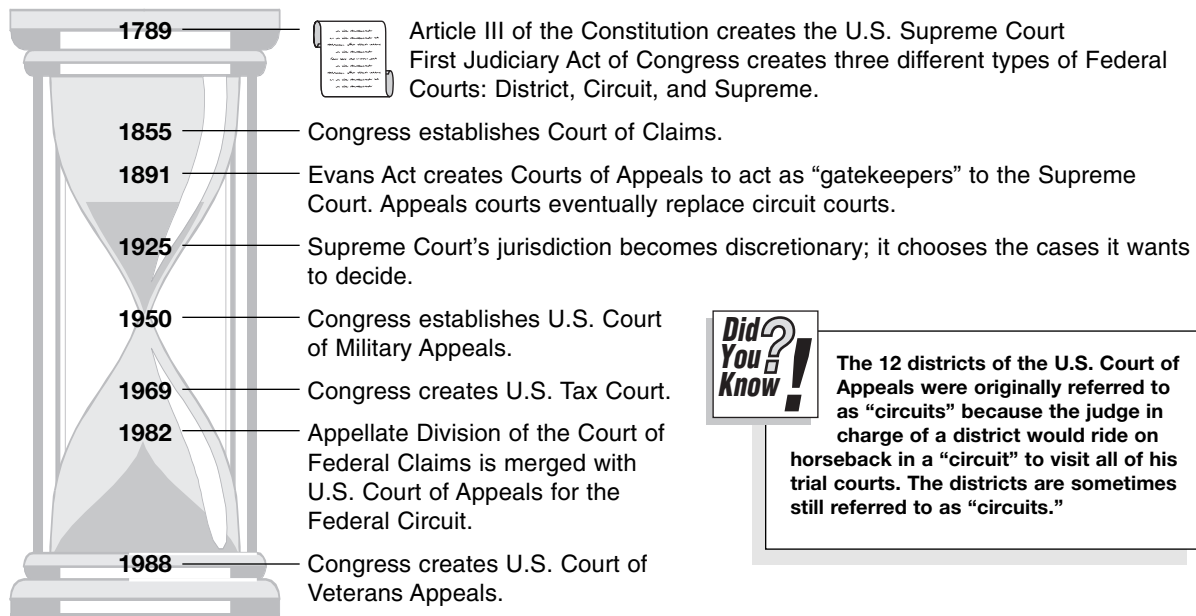 1789
Article III of the Constitution creates the U.S. Supreme Court
First Judiciary Act of Congress creates three different types of Federal
Courts: District, Circuit, and Supreme.
1855
Congress establishes Court of Claims.
1891
Evans Act creates Courts of Appeals to act as “gatekeepers” to the Supreme
Court. Appeals courts eventually replace circuit courts.
1925
Supreme Court’s jurisdiction becomes discretionary; it chooses the cases it wants
to decide.
1950
Congress establishes U.S. Court
of Military Appeals.
1969
Congress creates U.S. Tax Court.
1982
Appellate Division of the Court of
Federal Claims is merged with
U.S. Court of Appeals for the
Federal Circuit.
1988
Congress creates U.S. Court of
Veterans Appeals.
Did
You
Know ?!
The 12 districts of the U.S. Court of
Appeals were originally referred to
as “circuits” because the judge in
charge of a district would ride on
horseback in a “circuit” to visit all of his
trial courts. The districts are sometimes
still referred to as “circuits.”